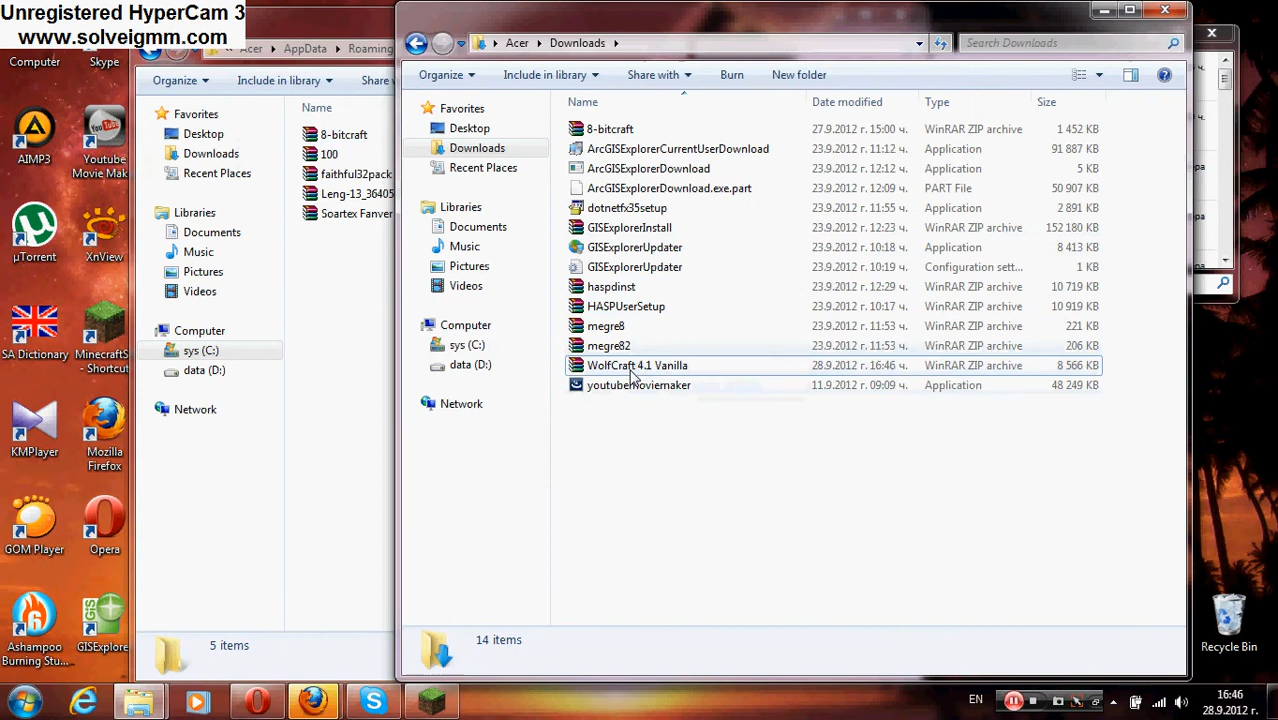 Unregistered HyperCam 3
www.solveigmm.com
Computer
Skype
AIMP3
Youtube
Movie Mak
µTorrent
XnView
SA Dictionary
MinecraftS
- Shortcut
KMPlayer
Mozilla
Firefox
GOM Player
Opera
Ashampoo
Burning Stu...
GISExplore
Acer
AppData
Roaming
Organize
Include in library
Share w
Favorites
Desktop
Downloads
Recent Places
Libraries
Documents
Music
Pictures
Videos
Computer
sys (C:)
data (D:)
Network
Name
8-bitcraft
100
faithful32pack
Leng-13_36405
Soartex Fanver
5 items
Acer
Downloads
Search Downloads
Organize
Include in library
Share with
Burn
New folder
Favorites
Desktop
Downloads
Recent Places
Libraries
Documents
Music
Pictures
Videos
Computer
sys (C:)
data (D:)
Network
Name Date modified Type Size
8-bitcraft 27.9.2012 г. 15:00 ч. WinRAR ZIP archive 1 452 KB
ArcGISExplorerCurrentUserDownload 23.9.2012 г. 11:12 ч. Application 91 887 KB
ArcGISExplorerDownload 23.9.2012 г. 11:12 ч. Application 5 KB
ArcGISExplorerDownload.exe.part 23.9.2012 г. 12:09 ч. PART File 50 907 KB
dotnetfx35setup 23.9.2012 г. 11:22 ч. Application 2 891 KB
GISExplorerInstall 23.9.2012 г. 12:23 ч. WinRAR ZIP archive 152 180 KB
GISExplorerUpdater 23.9.2012 г. 10:18 ч. Application 8 413 KB
GISExplorerUpdater 23.9.2012 г. 10:19 ч. Configuration sett... 1 KB
haspdinst 23.9.2012 г. 12:29 ч. WinRAR ZIP archive 10 719 KB
HASPUserSetup 23.9.2012 г. 10:17 ч. WinRAR ZIP archive 10 919 KB
megre8 23.9.2012 г. 11:53 ч. WinRAR ZIP archive 221 KB
megre82 23.9.2012 г. 11:53 ч. WinRAR ZIP archive 206 KB
WolfCraft 4.1 Vanilla 28.9.2012 г. 16:46 ч. WinRAR ZIP archive 8 566 KB
youtubemoviemaker 11.9.2012 г. 09:09 ч. Application 48 249 KB
14 items
Recycle Bin
EN
16:46
28.9.2012 г.